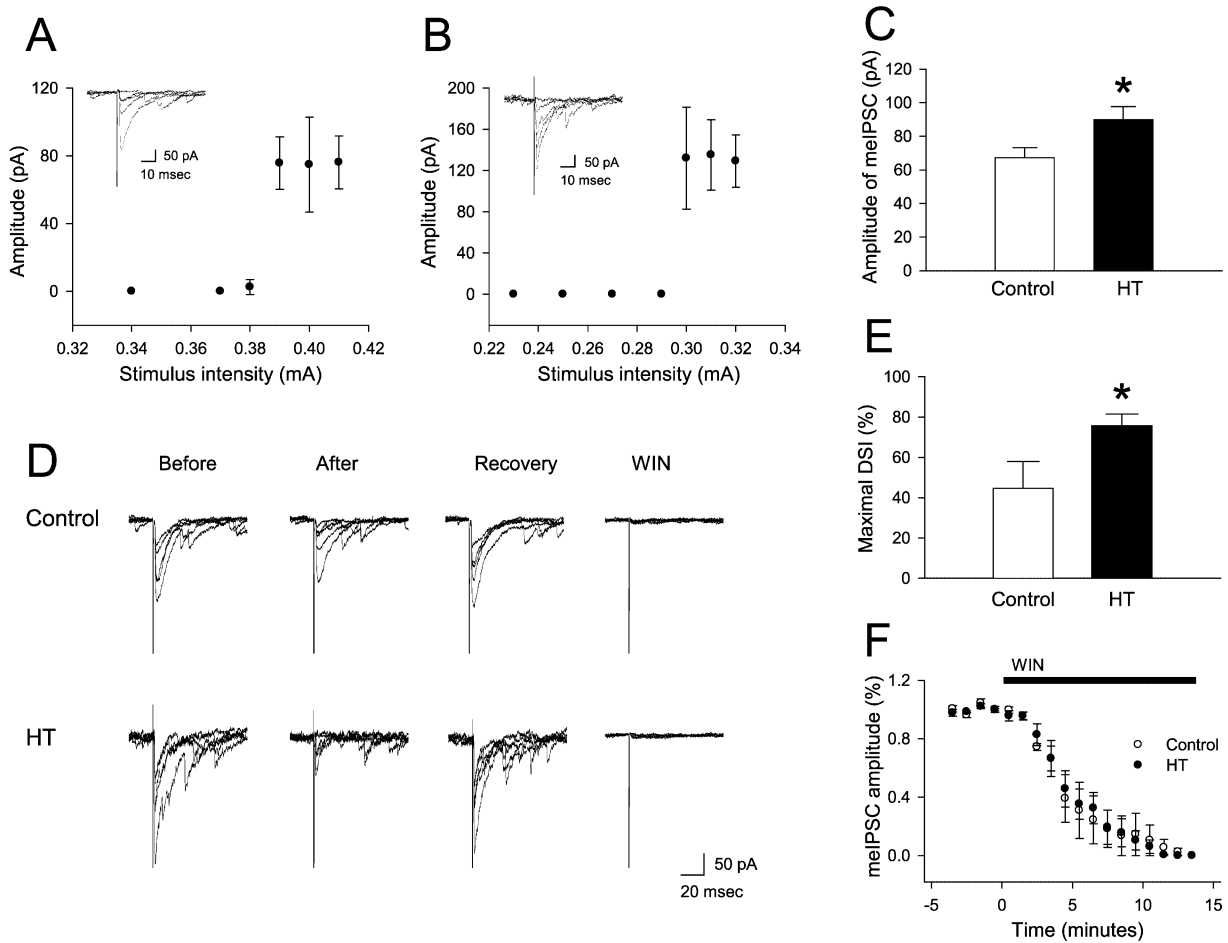 A
120
80
40
0
Amplitude (pA)
50 pA
10 msec
0.32 0.34 0.36 0.38 0.40 0.42
Stimulus intensity (mA)
B
200
160
120
80
40
0
Amplitude (pA)
50 pA
10 msec
0.22 0.24 0.26 0.28 0.30 0.32 0.34
Stimulus intensity (mA)
C
120
100
80
60
40
20
0
Amplitude of meIPSC (pA)
*
Control HT
D
Before After Recovery WIN
Control
HT
50 pA
20 msec
E
100
80
60
40
20
0
Maximal DSI (%)
*
Control HT
F
WIN
1.2
0.8
0.4
0.0
meIPSC amplitude (%)
Control
HT
-5 0 5 10 15
Time (minutes)